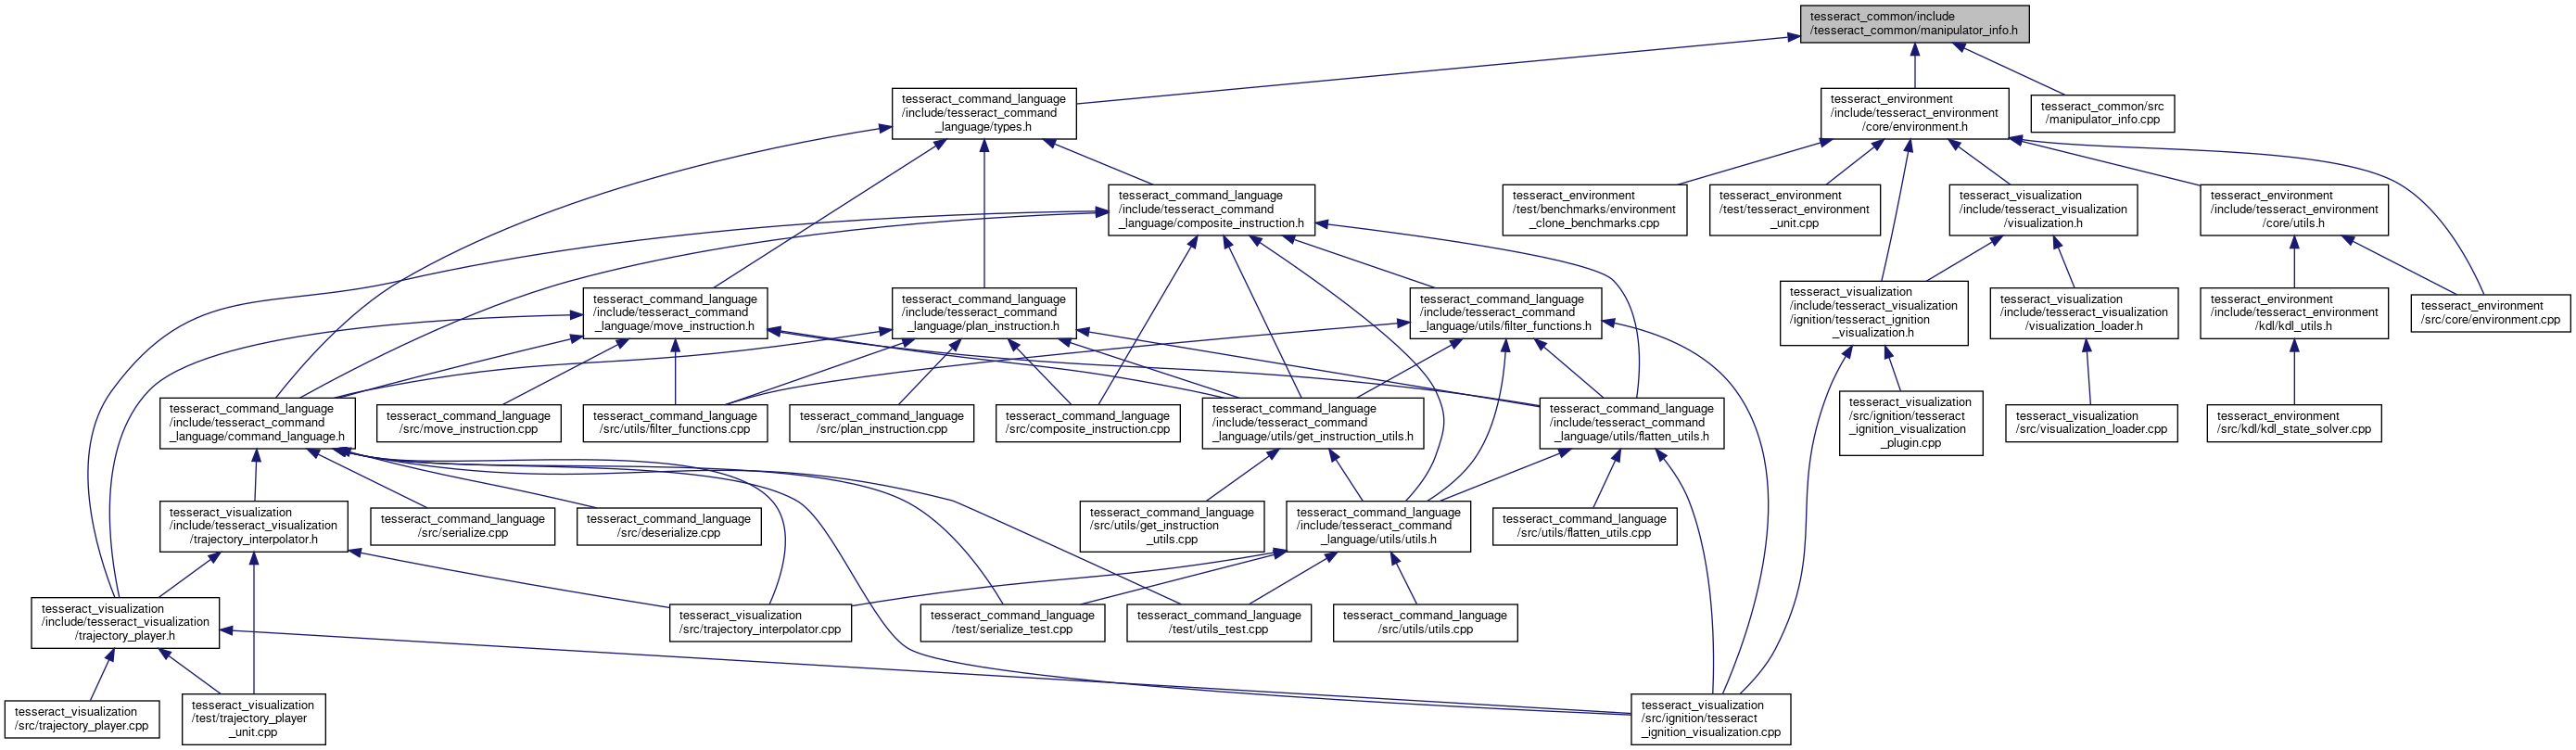 tesseract_common/include
/tesseract_common/manipulator_info.h
tesseract_command_language
/include/tesseract_command
_language/types.h
tesseract_environment
/include/tesseract_environment
/core/environment.h
tesseract_common/src
/manipulator_info.cpp
tesseract_command_language
/include/tesseract_command
_language/composite_instruction.h
tesseract_environment
/test/benchmarks/environment
_clone_benchmarks.cpp
tesseract_environment
/test/tesseract_environment
_unit.cpp
tesseract_visualization
/include/tesseract_visualization
/visualization.h
tesseract_environment
/include/tesseract_environment
/core/utils.h
tesseract_command_language
/include/tesseract_command
_language/move_instruction.h
tesseract_command_language
/include/tesseract_command
_language/plan_instruction.h
tesseract_command_language
/include/tesseract_command
_language/utils/filter_functions.h
tesseract_visualization
/include/tesseract_visualization
/ignition/tesseract_ignition
_visualization.h
tesseract_visualization
/include/tesseract_visualization
/visualization_loader.h
tesseract_environment
/include/tesseract_environment
/kdl/kdl_utils.h
tesseract_environment
/src/core/environment.cpp
tesseract_command_language
/include/tesseract_command
_language/command_language.h
tesseract_command_language
/src/move_instruction.cpp
tesseract_command_language
/src/utils/filter_functions.cpp
tesseract_command_language
/src/plan_instruction.cpp
tesseract_command_language
/src/composite_instruction.cpp
tesseract_command_language
/include/tesseract_command
_language/utils/get_instruction_utils.h
tesseract_command_language
/include/tesseract_command
_language/utils/flatten_utils.h
tesseract_visualization
/src/ignition/tesseract
_ignition_visualization
_plugin.cpp
tesseract_visualization
/src/visualization_loader.cpp
tesseract_environment
/src/kdl/kdl_state_solver.cpp
tesseract_visualization
/include/tesseract_visualization
/trajectory_interpolator.h
tesseract_command_language
/src/serialize.cpp
tesseract_command_language
/src/deserialize.cpp
tesseract_command_language
/src/utils/get_instruction
_utils.cpp
tesseract_command_language
/include/tesseract_command
_language/utils/utils.h
tesseract_command_language
/src/utils/flatten_utils.cpp
tesseract_visualization
/include/tesseract_visualization
/trajectory_player.h
tesseract_visualization
/src/trajectory_interpolator.cpp
tesseract_command_language
/test/serialize_test.cpp
tesseract_command_language
/test/utils_test.cpp
tesseract_command_language
/src/utils/utils.cpp
tesseract_visualization
/src/trajectory_player.cpp
tesseract_visualization
/test/trajectory_player
_unit.cpp
tesseract_visualization
/src/ignition/tesseract
_ignition_visualization.cpp